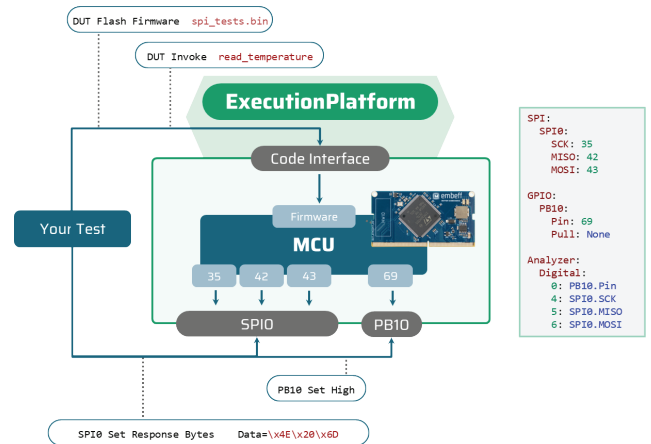 DUT Flash Firmware spi_tests.bin
DUT Invoke read_temperature
ExecutionPlatform
Code Interface
Your Test
Firmware
MCU
embeff
35 42 43 69
SPI0 PB10
PB10 Set High
SPI0 Set Response Bytes Data=\x4E\x20\x6D
SPI:
SPI0:
SCK: 35
MISO: 42
MOSI: 43
GPIO:
PB10:
Pin: 69
Pull: None
Analyzer:
Digital:
0: PB10.Pin
4: SPI0.SCK
5: SPI0.MISO
6: SPI0.MOSI